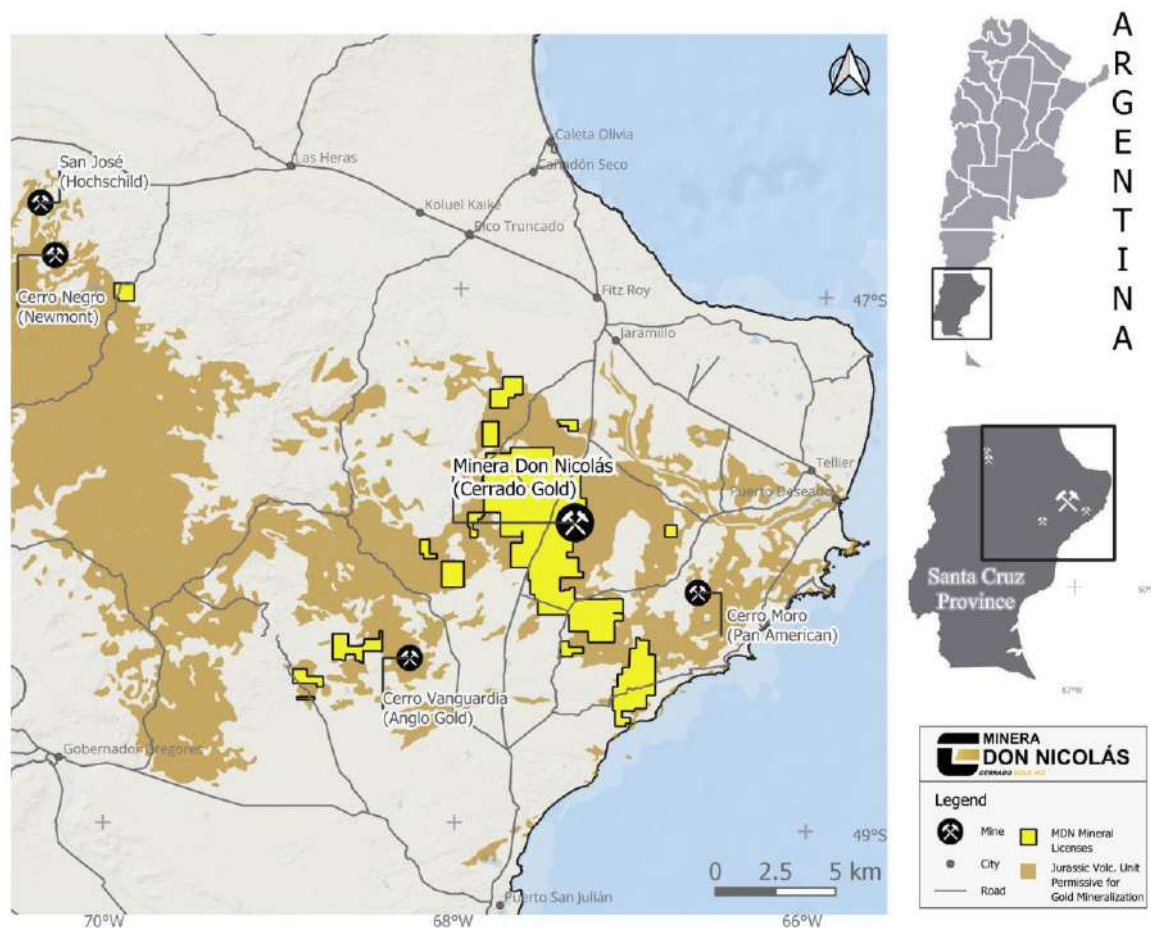 San José
(Hochschild)
Cerro Negro
(Newmont)
Las Heras
Caleta Olivia
Cañadón Seco
Koluel Kaike
Pico Truncado
Fitz Roy
Jaramillo
47°S
Minera Don Nicolás
(Cerrado Gold)
Tellier
Puerto Deseado
Cerro Moro
(Pan American)
Cerro Vanguardia
(Anglo Gold)
Gobernador Gregores
Puerto San Julián
49°S
0 2.5 5 km
70°W 68°W 66°W
A
R
G
E
N
T
I
N
A
Santa Cruz
Province
67°W
MINERA
DON NICOLÁS
Legend
Mine
City
Road
MDN Mineral
Licenses
Jurassic Volc. Unit
Permissive for
Gold Mineralization